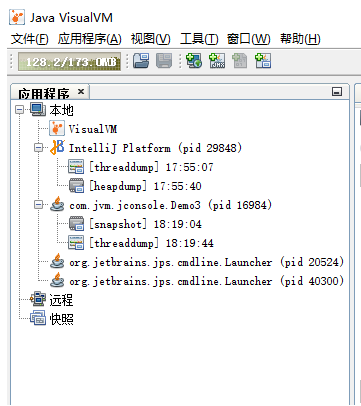 Java VisualVM
文件(F) 应用程序(A) 视图(V) 工具(T) 窗口(W) 帮助(H)
128.2/173.0MB
应用程序
本地
VisualVM
IntelliJ Platform (pid 29848)
[threaddump] 17:55:07
[heapdump] 17:55:40
com.jvm.jconsole.Demo3 (pid 16984)
[snapshot] 18:19:04
[threaddump] 18:19:44
org.jetbrains.jps.cmdline.Launcher (pid 20524)
org.jetbrains.jps.cmdline.Launcher (pid 40300)
远程
快照